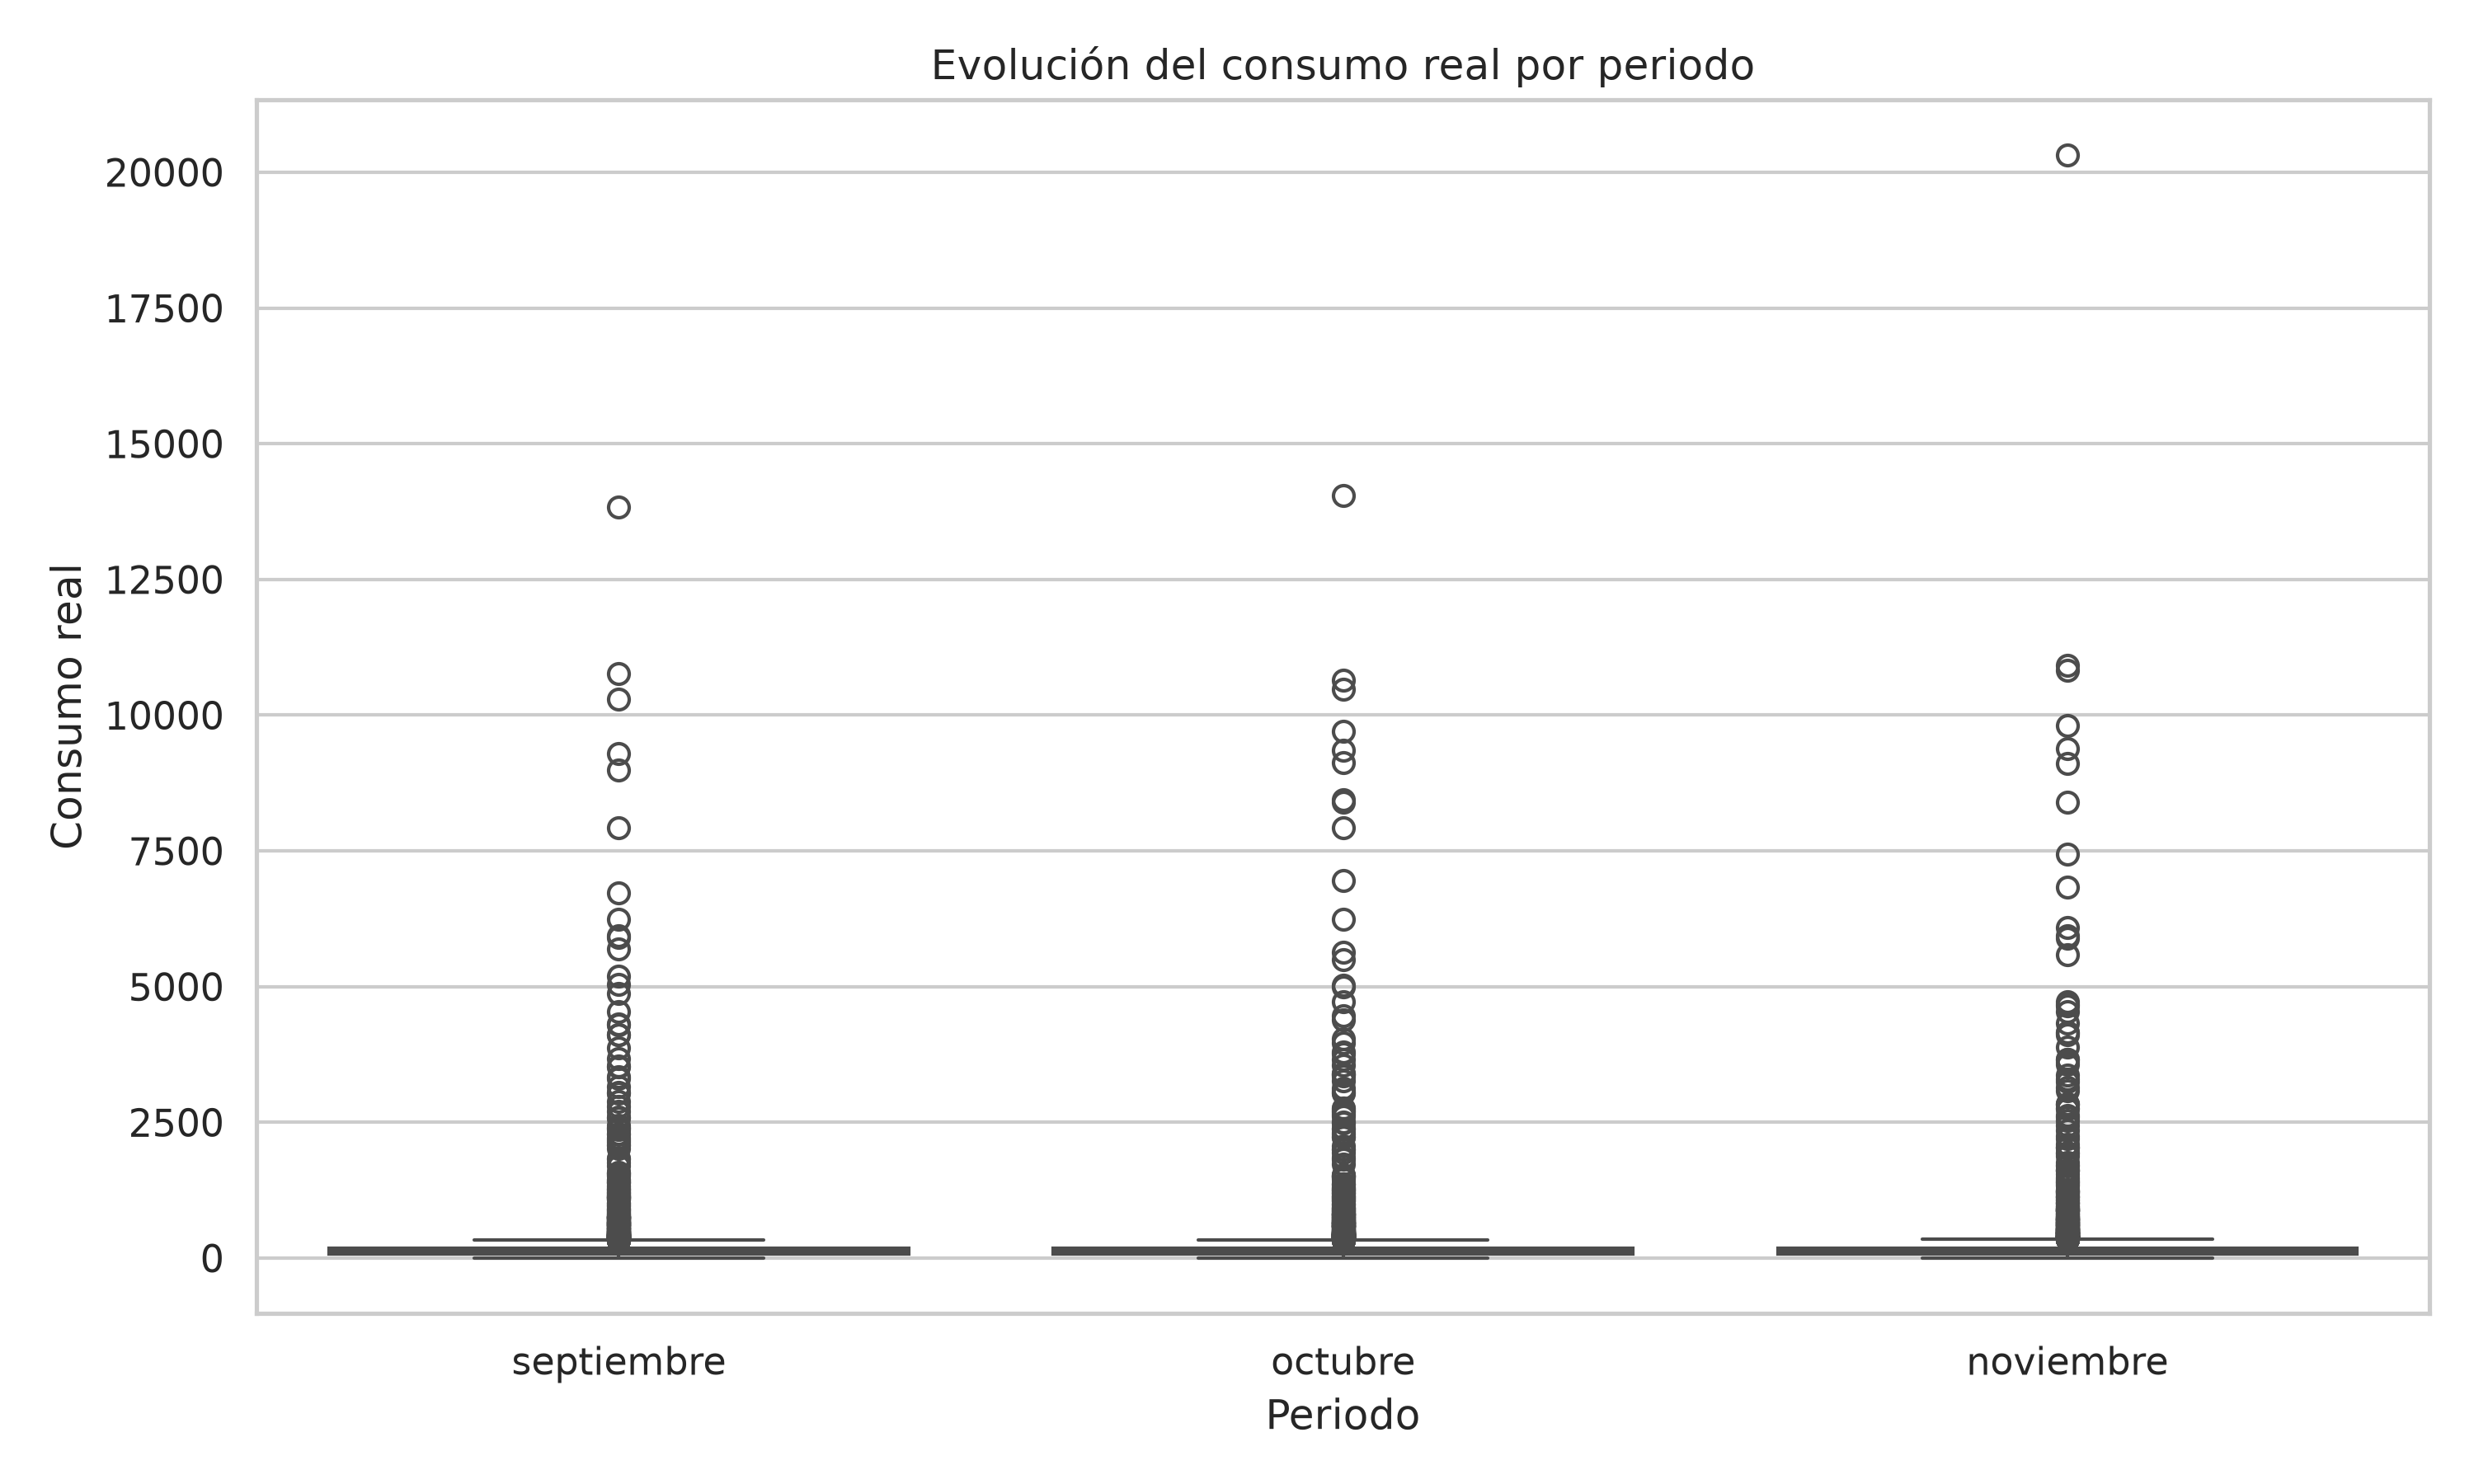 Evolución del consumo real por periodo
20000
17500
15000
12500
10000
7500
5000
2500
0
Consumo real
septiembre
octubre
noviembre
Periodo